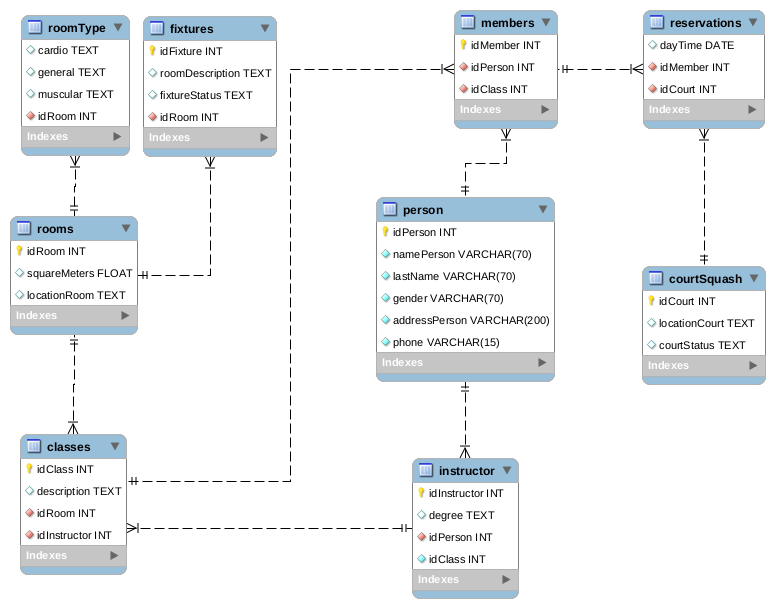 roomType
cardio TEXT
general TEXT
muscular TEXT
idRoom INT
Indexes
fixtures
idFixture INT
roomDescription TEXT
fixtureStatus TEXT
idRoom INT
Indexes
members
idMember INT
idPerson INT
idClass INT
Indexes
reservations
dayTime DATE
idMember INT
idCourt INT
Indexes
rooms
idRoom INT
squareMeters FLOAT
locationRoom TEXT
Indexes
person
idPerson INT
namePerson VARCHAR(70)
lastName VARCHAR(70)
gender VARCHAR(70)
addressPerson VARCHAR(200)
phone VARCHAR(15)
Indexes
courtSquash
idCourt INT
locationCourt TEXT
courtStatus TEXT
Indexes
classes
idClass INT
description TEXT
idRoom INT
idInstructor INT
Indexes
instructor
idInstructor INT
degree TEXT
idPerson INT
idClass INT
Indexes